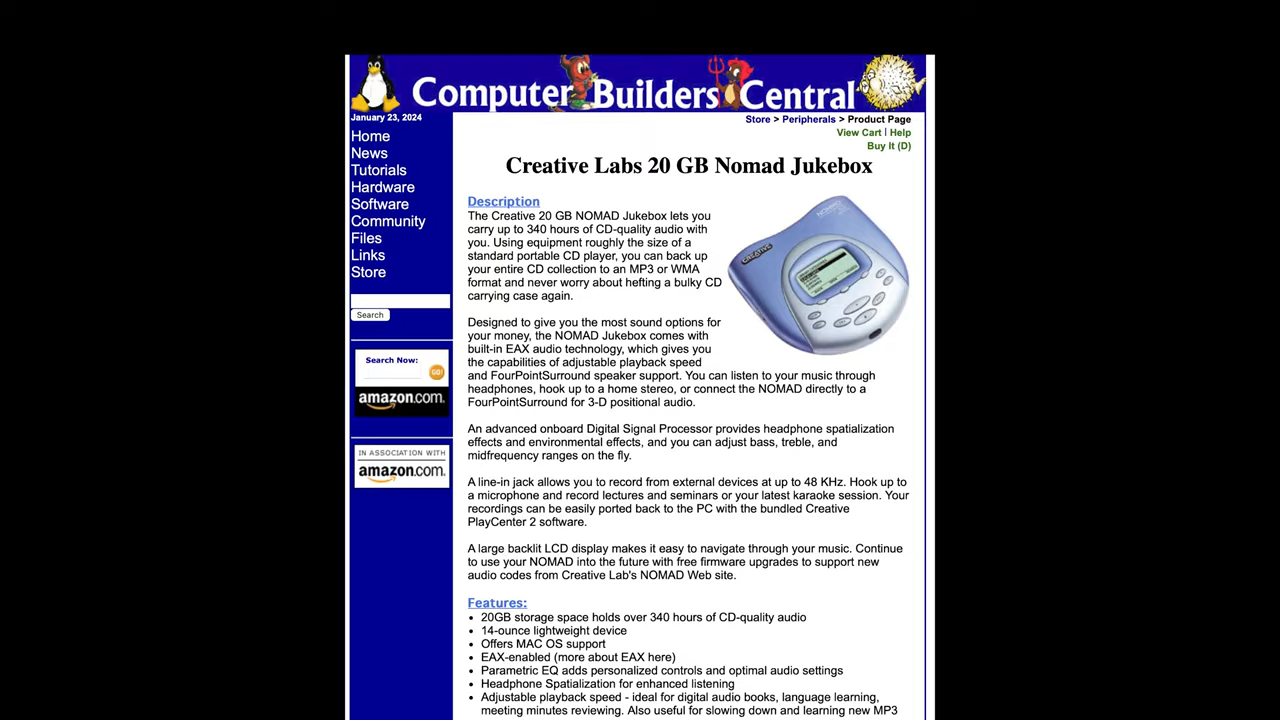 Computer Builders Central
January 23, 2024
Home
News
Tutorials
Hardware
Software
Community
Files
Links
Store
Search
Search Now:
GO!
amazon.com.
IN ASSOCIATION WITH
amazon.com.
Store > Peripherals > Product Page
View Cart | Help
Buy It (D)
Creative Labs 20 GB Nomad Jukebox
Description
The Creative 20 GB NOMAD Jukebox lets you
carry up to 340 hours of CD-quality audio with
you. Using equipment roughly the size of a
standard portable CD player, you can back up
your entire CD collection to an MP3 or WMA
format and never worry about hefting a bulky CD
carrying case again.
CREATIVE
NOMAD
Designed to give you the most sound options for
your money, the NOMAD Jukebox comes with
built-in EAX audio technology, which gives you
the capabilities of adjustable playback speed
and FourPointSurround speaker support. You can listen to your music through
headphones, hook up to a home stereo, or connect the NOMAD directly to a
FourPointSurround for 3-D positional audio.
An advanced onboard Digital Signal Processor provides headphone spatialization
effects and environmental effects, and you can adjust bass, treble, and
midfrequency ranges on the fly.
A line-in jack allows you to record from external devices at up to 48 KHz. Hook up to
a microphone and record lectures and seminars or your latest karaoke session. Your
recordings can be easily ported back to the PC with the bundled Creative
PlayCenter 2 software.
A large backlit LCD display makes it easy to navigate through your music. Continue
to use your NOMAD into the future with free firmware upgrades to support new
audio codes from Creative Lab's NOMAD Web site.
Features:
• 20GB storage space holds over 340 hours of CD-quality audio
• 14-ounce lightweight device
• Offers MAC OS support
• EAX-enabled (more about EAX here)
• Parametric EQ adds personalized controls and optimal audio settings
• Headphone Spatialization for enhanced listening
• Adjustable playback speed - ideal for digital audio books, language learning,
meeting minutes reviewing. Also useful for slowing down and learning new MP3